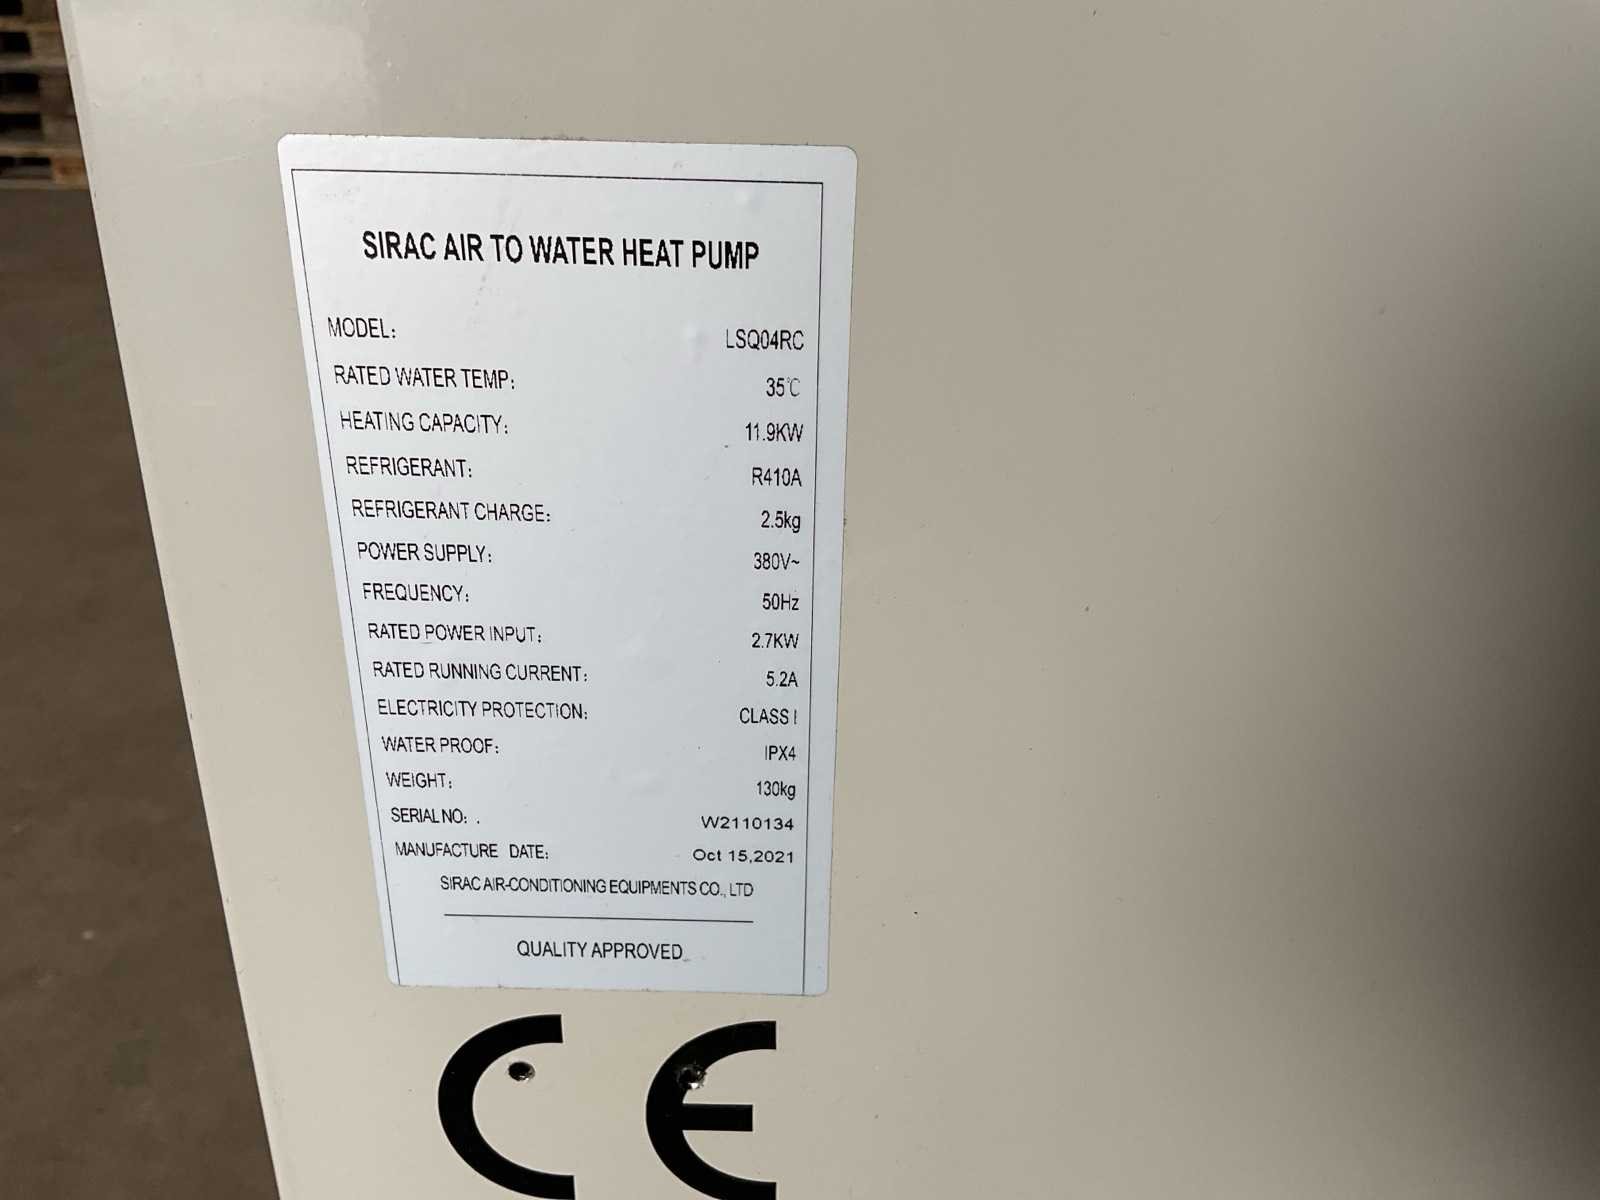 SIRAC AIR TO WATER HEAT PUMP
MODEL: LSQ04RC
RATED WATER TEMP: 35℃
HEATING CAPACITY: 11.9KW
REFRIGERANT: R410A
REFRIGERANT CHARGE: 2.5kg
POWER SUPPLY: 380V~
FREQUENCY: 50Hz
RATED POWER INPUT: 2.7KW
RATED RUNNING CURRENT: 5.2A
ELECTRICITY PROTECTION: CLASS I
WATER PROOF: IPX4
WEIGHT: 130kg
SERIAL NO: . W2110134
MANUFACTURE DATE: Oct 15,2021
SIRAC AIR-CONDITIONING EQUIPMENTS CO., LTD
QUALITY APPROVED
CE